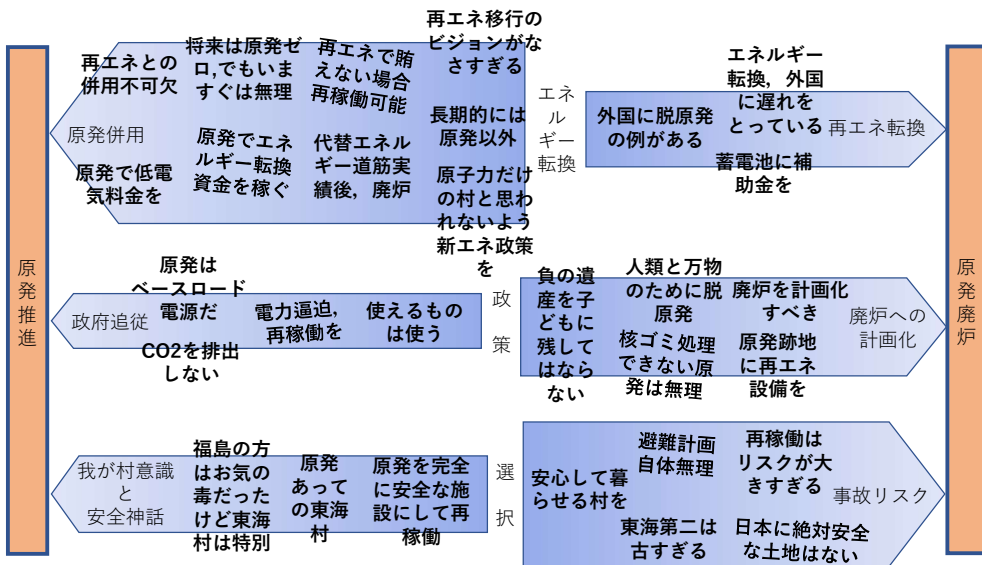 原発推進
再エネとの
併用不可欠
将来は原発ゼ
ロ,でもいま
すぐは無理
再エネで賄
えない場合
再稼働可能
再エネ移行の
ビジョンがな
さすぎる
原発併用
原発で低電
気料金を
原発でエネ
ルギー転換
資金を稼ぐ
代替エネル
ギー道筋実
績後，廃炉
長期的には
原発以外
原子力だけ
の村と思わ
れないよう
新エネ政策
を
エネ
ル
ギー
転換
外国に脱原発
の例がある
エネルギー
転換，外国
に遅れを
とっている
蓄電池に補
助金を
再エネ転換
政府追従
原発は
ベースロード
電源だ
CO2を排出
しない
電力逼迫,
再稼働を
使えるもの
は使う
政
策
負の遺
産を子
どもに
残して
はなら
ない
人類と万物
のために脱
原発
核ゴミ処理
できない原
発は無理
廃炉を計画化
すべき
原発跡地
に再エネ
設備を
廃炉への
計画化
我が村意識
と
安全神話
福島の方
はお気の
毒だった
けど東海
村は特別
原発
あって
の東海
村
原発を完全
に安全な施
設にして再
稼働
選
択
安心して暮
らせる村を
避難計画
自体無理
東海第二は
古すぎる
再稼働は
リスクが大
きすぎる
日本に絶対安全
な土地はない
事故リスク
原発廃炉